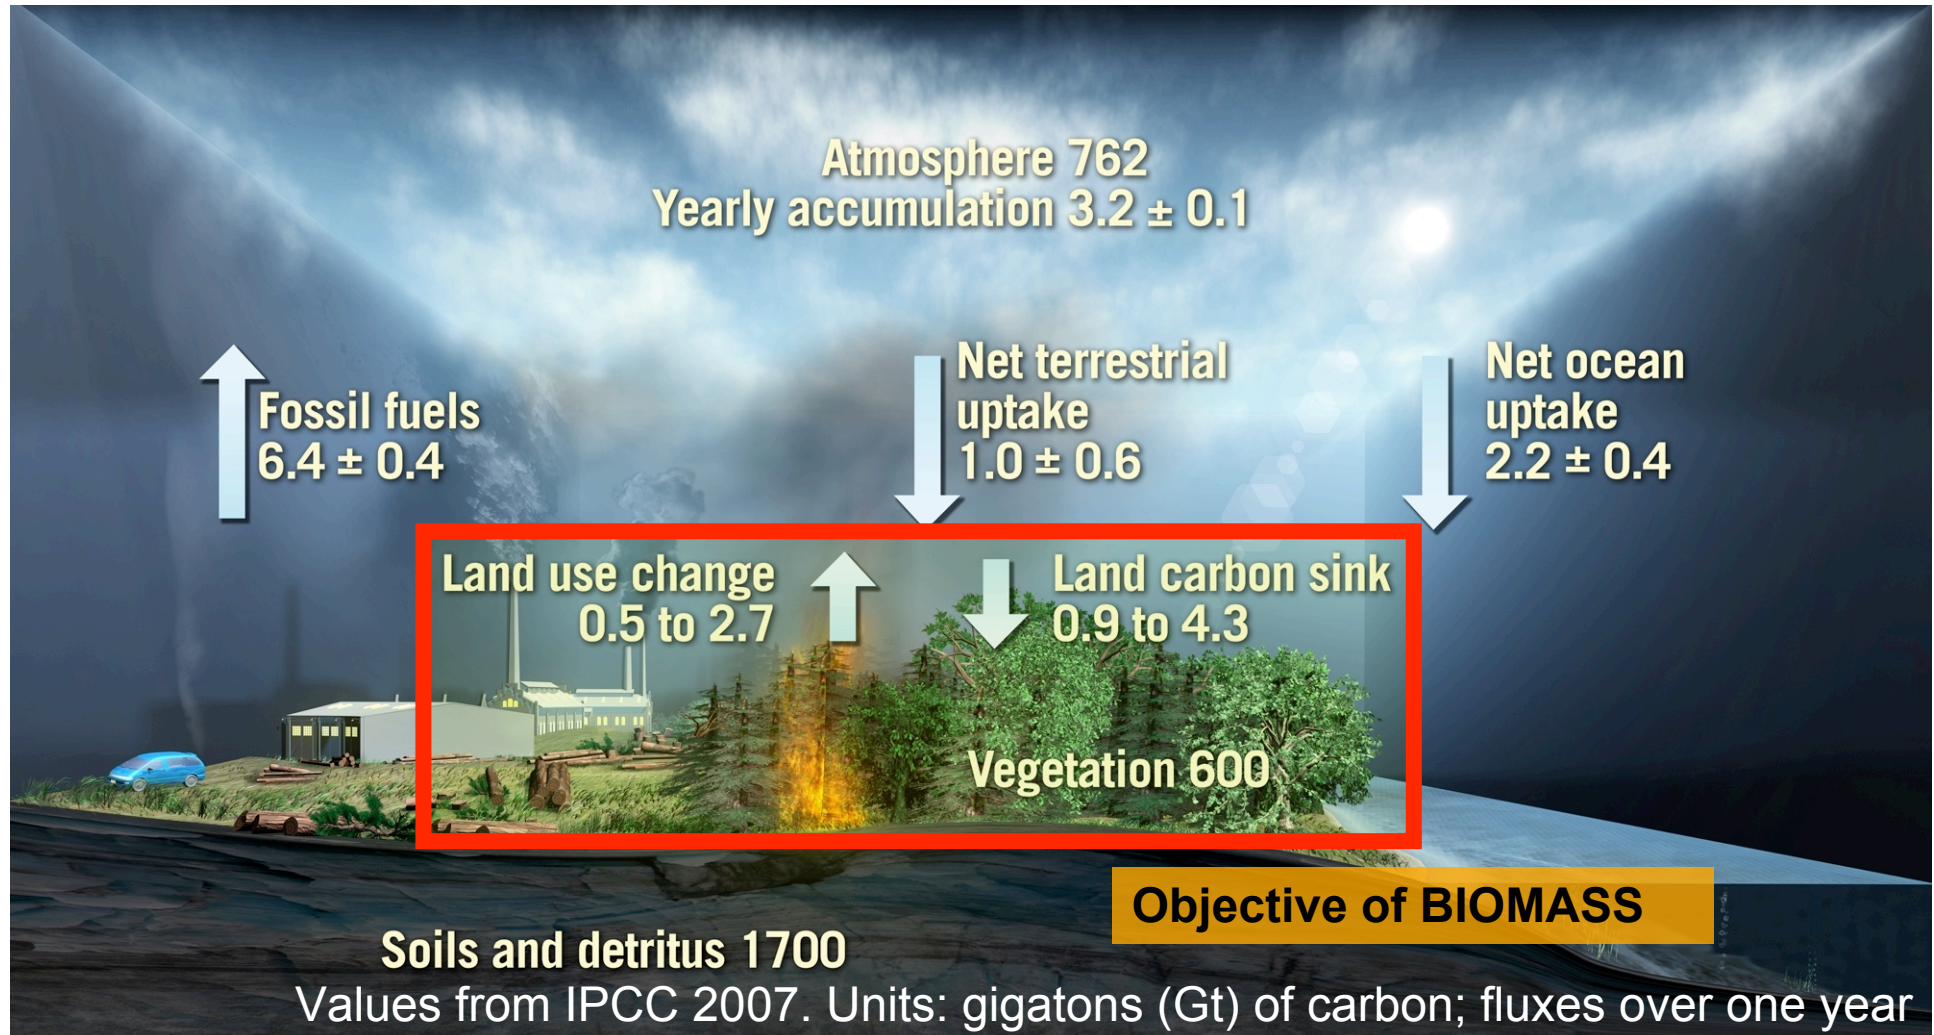 Atmosphere 762
Yearly accumulation 3.2 ± 0.1
Fossil fuels
6.4 ± 0.4
Net terrestrial
uptake
1.0 ± 0.6
Net ocean
uptake
2.2 ± 0.4
Land use change
0.5 to 2.7
Land carbon sink
0.9 to 4.3
Vegetation 600
Objective of BIOMASS
Soils and detritus 1700
Values from IPCC 2007. Units: gigatons (Gt) of carbon; fluxes over one year